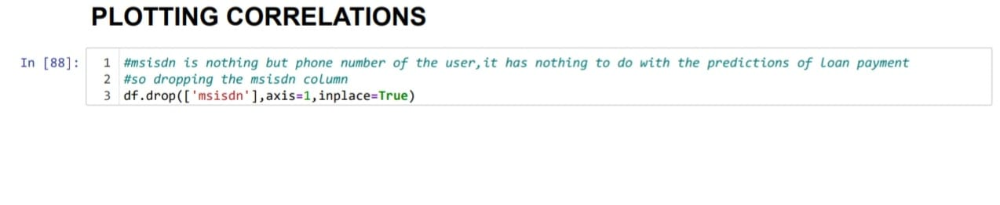 PLOTTING CORRELATIONS
In [88]: 1 #msisdn is nothing but phone number of the user,it has nothing to do with the predictions of loan payment
2 #so dropping the msisdn column
3 df.drop(['msisdn'],axis=1,inplace=True)